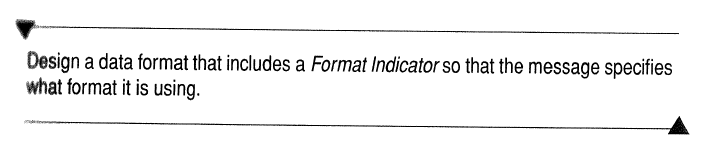 Design a data format that includes a Format Indicator so that the message specifies
what format it is using.